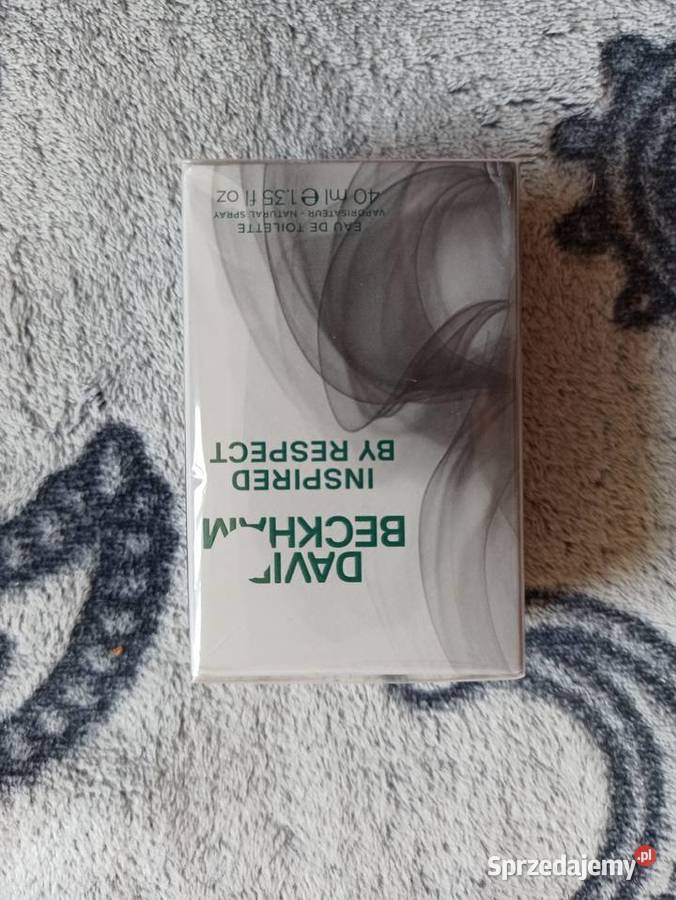 DAVID
BECKHAM
INSPIRED
BY RESPECT
EAU DE TOILETTE
VAPORISATEUR - NATURAL SPRAY
40 ml e 1.35 fl oz
Sprzedajemy.pl